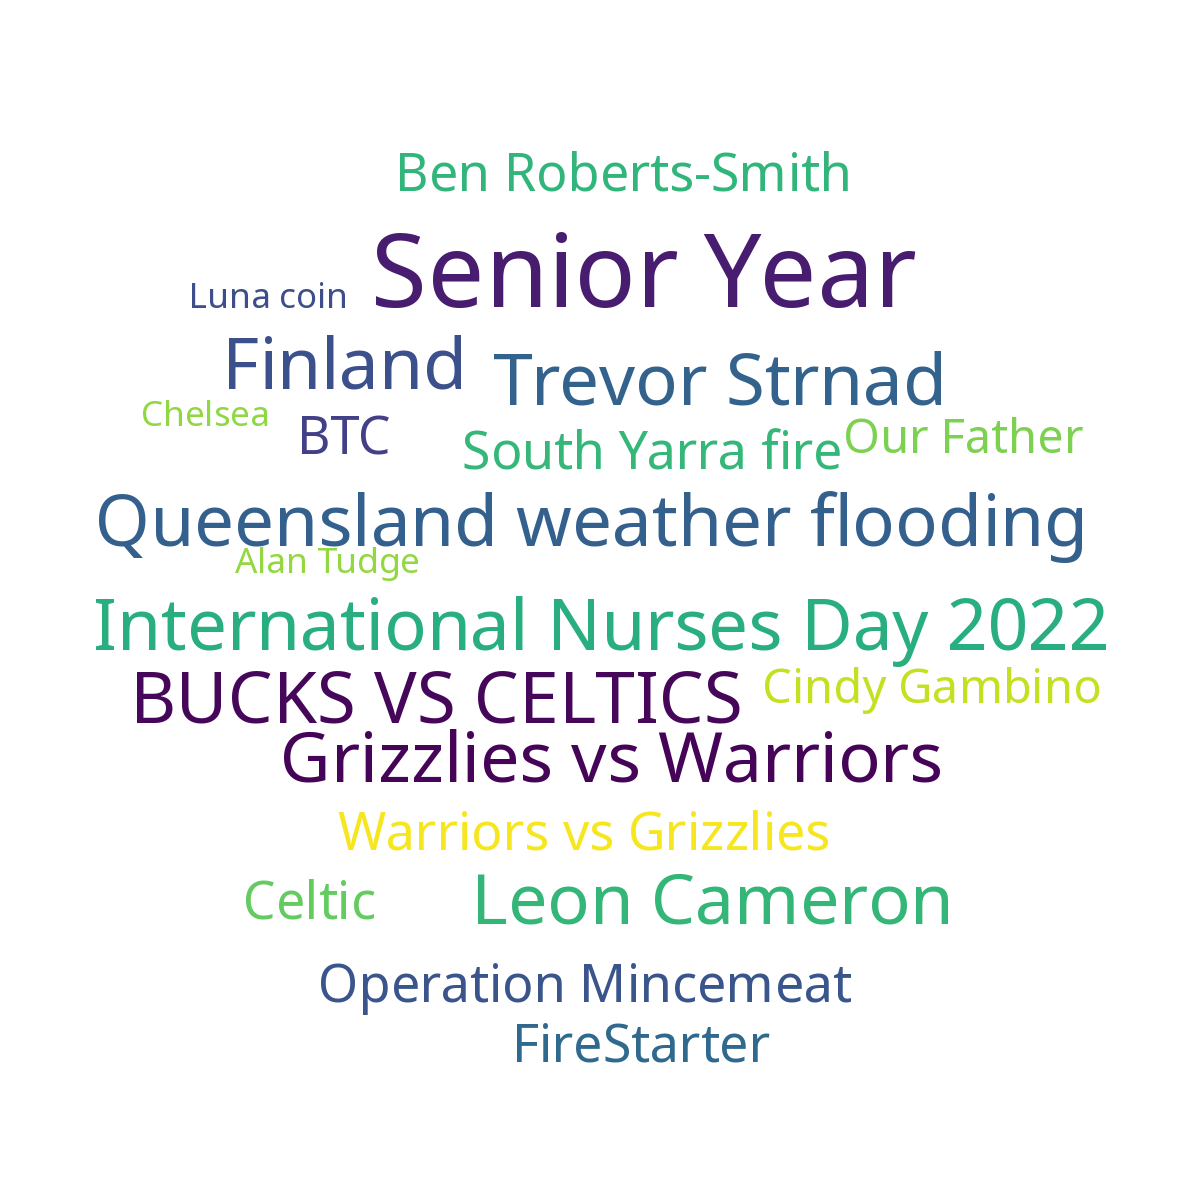 Ben Roberts-Smith
Senior Year
Luna coin
Finland
Trevor Strnad
Chelsea
BTC
South Yarra fire
Our Father
Queensland weather flooding
Alan Tudge
International Nurses Day 2022
BUCKS VS CELTICS
Cindy Gambino
Grizzlies vs Warriors
Warriors vs Grizzlies
Celtic
Leon Cameron
Operation Mincemeat
FireStarter